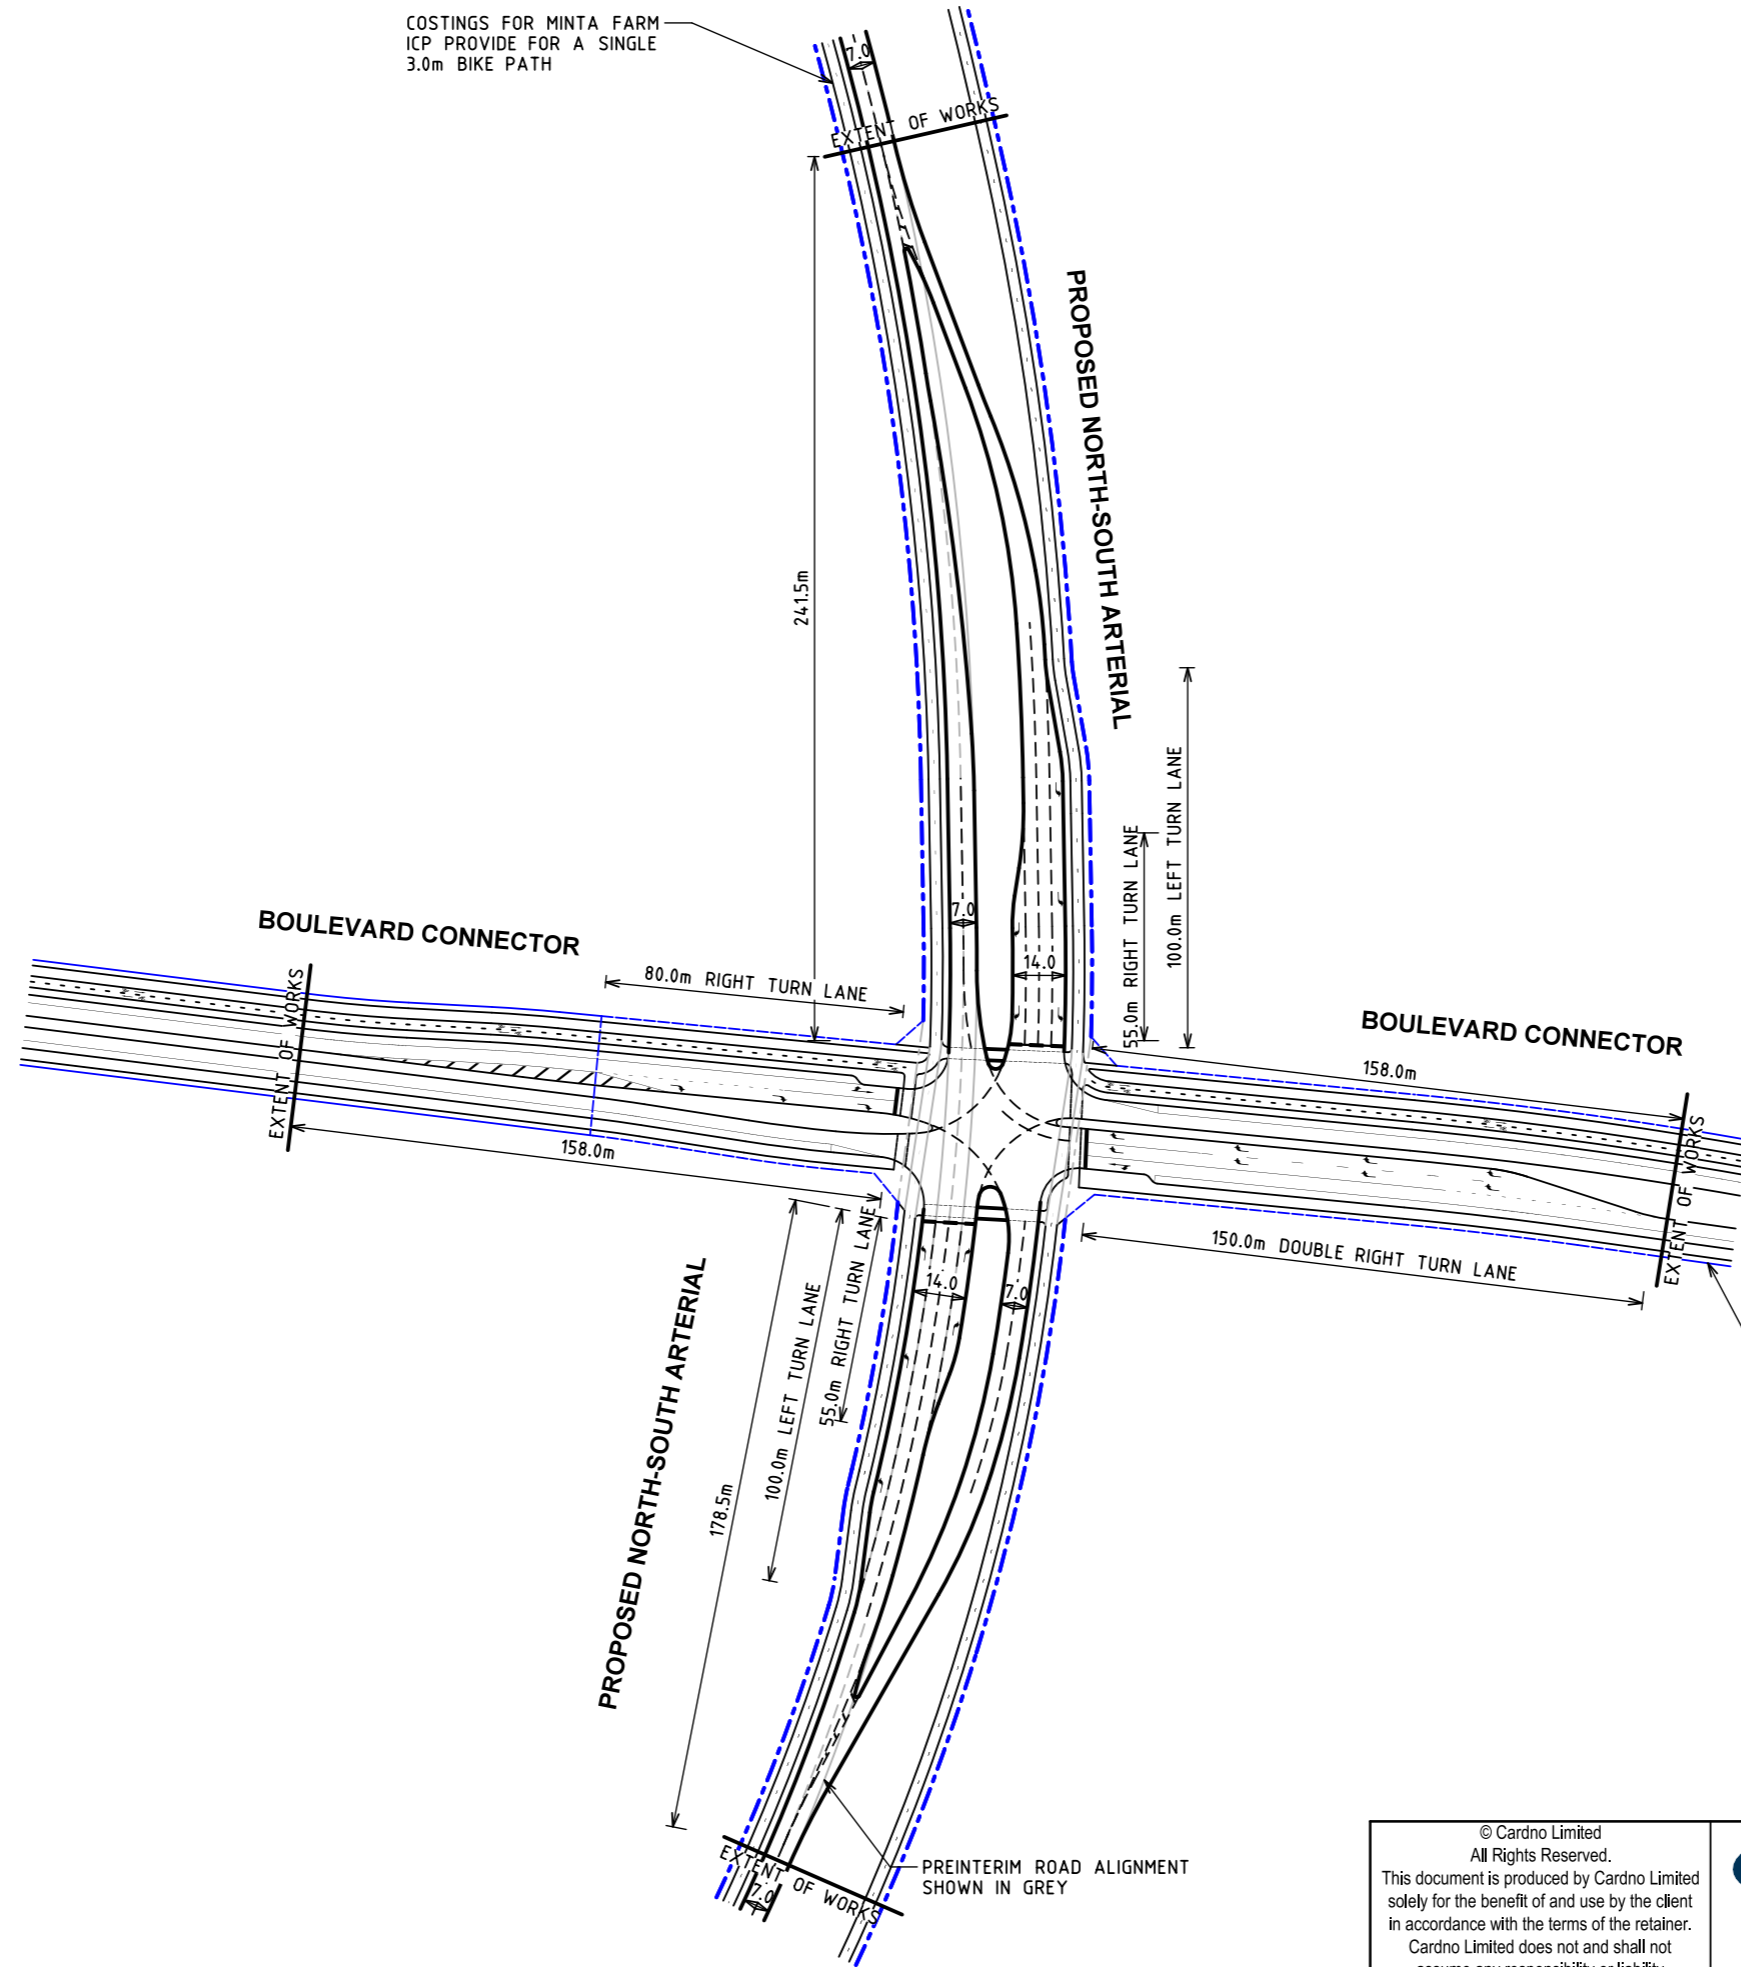 COSTINGS FOR MINTA FARM
ICP PROVIDE FOR A SINGLE
3.0m BIKE PATH
7.0
EXTENT OF WORKS
PROPOSED NORTH-SOUTH ARTERIAL
241.5m
100.0m LEFT TURN LANE
55.0m RIGHT TURN LANE
7.0
14.0
BOULEVARD CONNECTOR
80.0m RIGHT TURN LANE
EXTENT OF WORKS
158.0m
BOULEVARD CONNECTOR
158.0m
EXTENT OF WORKS
150.0m DOUBLE RIGHT TURN LANE
14.0
7.0
55.0m RIGHT TURN LANE
100.0m LEFT TURN LANE
178.5m
PROPOSED NORTH-SOUTH ARTERIAL
PREINTERIM ROAD ALIGNMENT
SHOWN IN GREY
EXTENT OF WORKS
7.0
© Cardno Limited
All Rights Reserved.
This document is produced by Cardno Limited
solely for the benefit of and use by the client
in accordance with the terms of the retainer.
Cardno Limited does not and shall not
assume any responsibility or liability